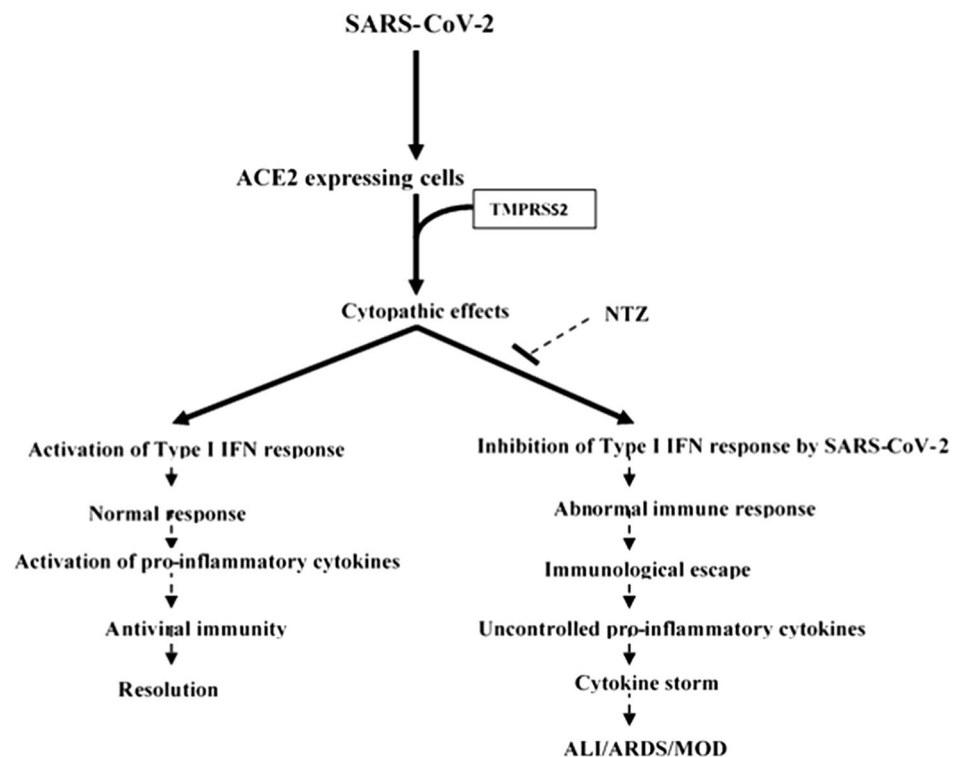 SARS-CoV-2
ACE2 expressing cells
TMPRSS2
Cytopathic effects
NTZ
Activation of Type I IFN response
Normal response
Activation of pro-inflammatory cytokines
Antiviral immunity
Resolution
Inhibition of Type I IFN response by SARS-CoV-2
Abnormal immune response
Immunological escape
Uncontrolled pro-inflammatory cytokines
Cytokine storm
ALI/ARDS/MOD